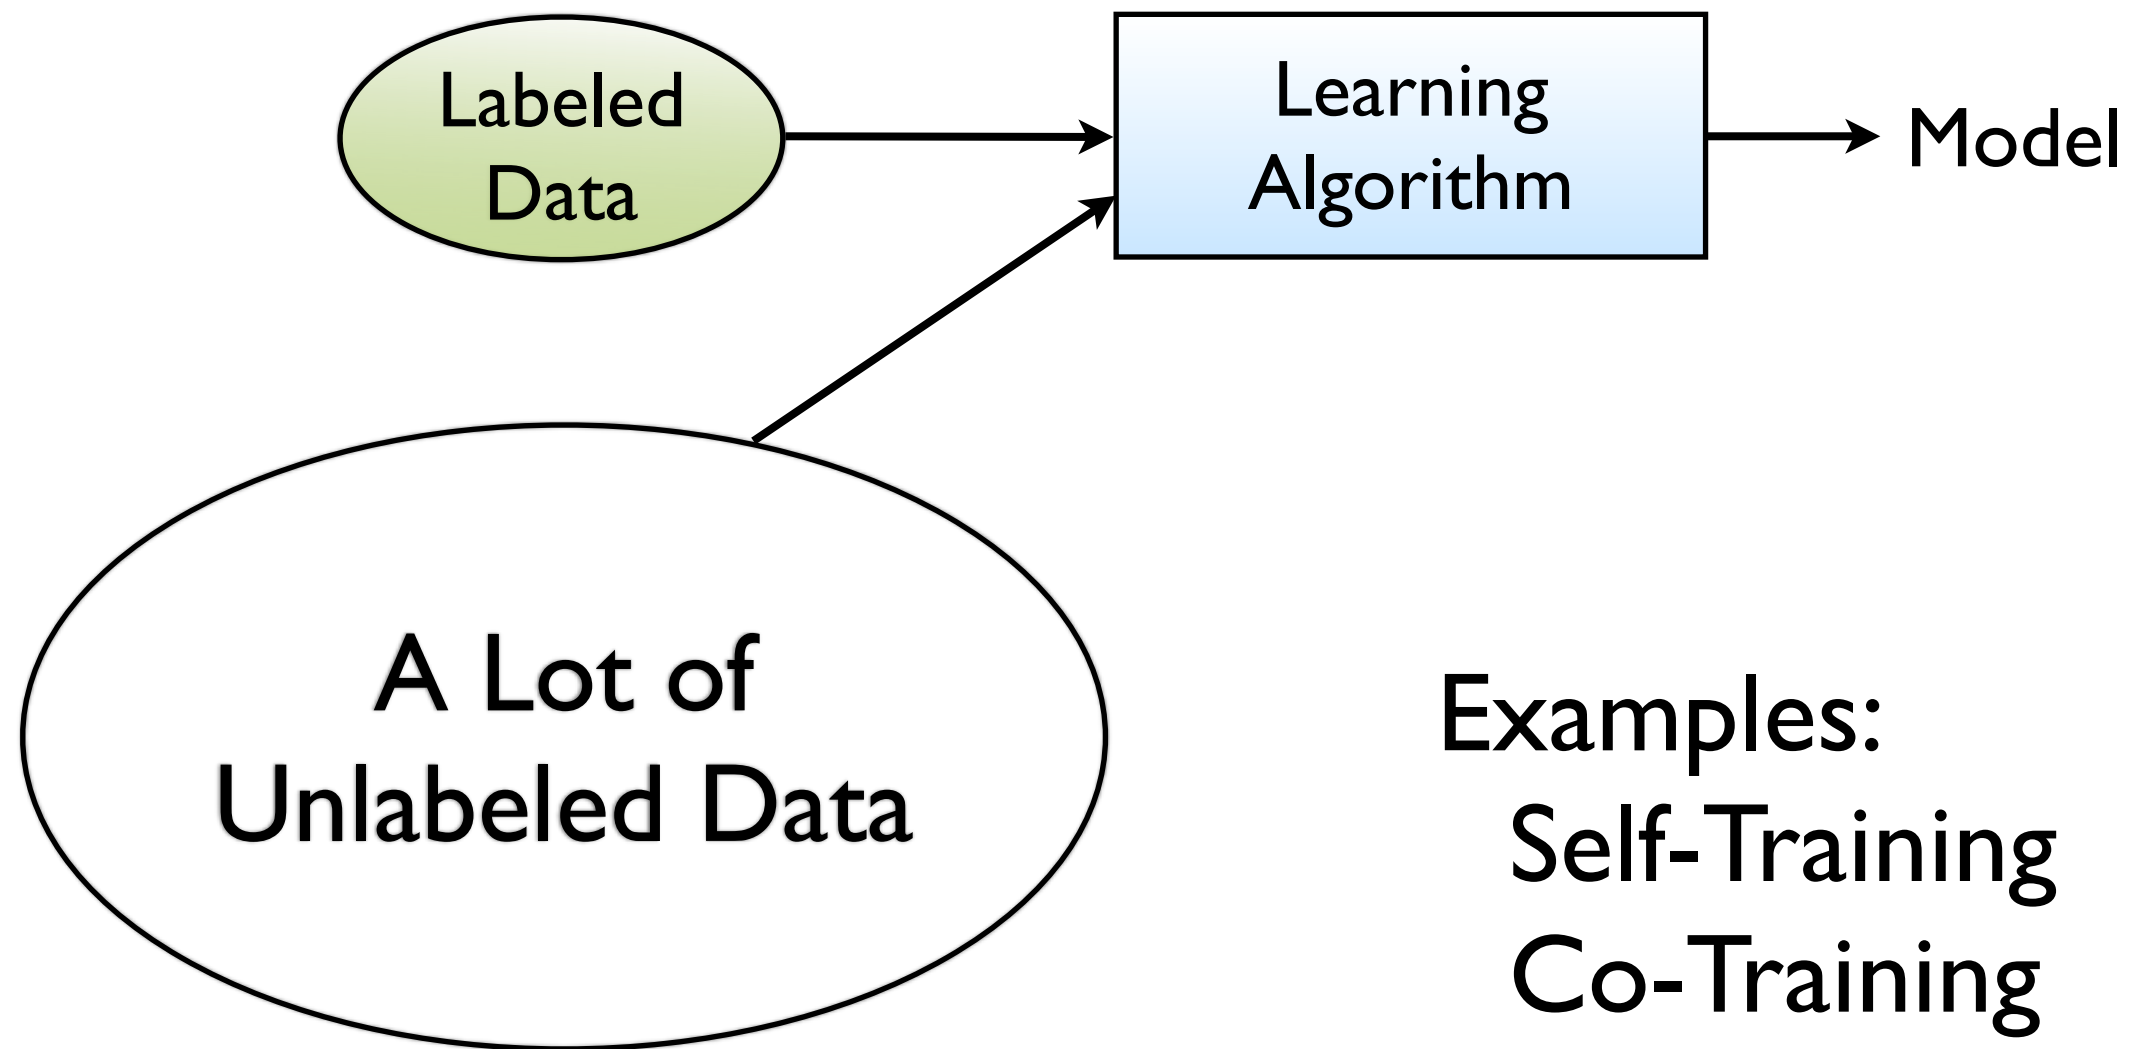 Labeled
Data
Learning
Algorithm
Model
A Lot of
Unlabeled Data
Examples:
Self-Training
Co-Training